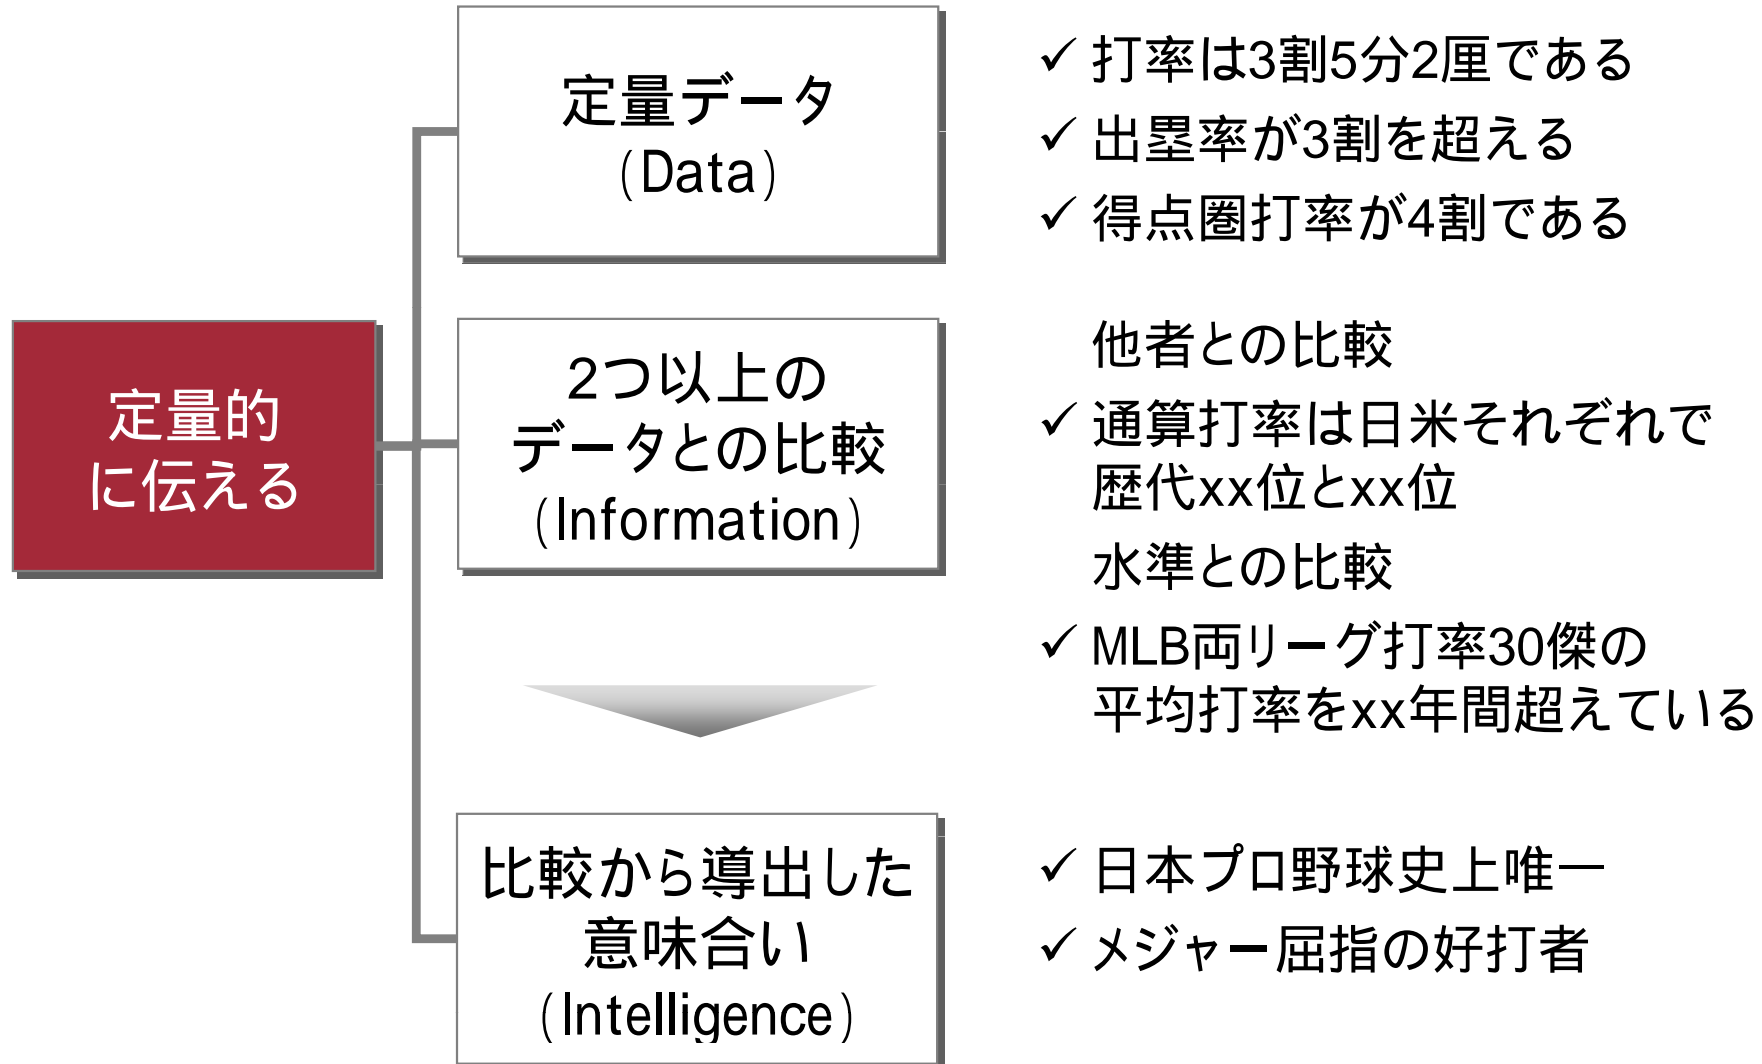 定量的
に伝える
定量データ
(Data)
✓ 打率は3割5分2厘である
✓ 出塁率が3割を超える
✓ 得点圏打率が4割である
2つ以上の
データとの比較
(Information)
他者との比較
✓ 通算打率は日米それぞれで
歴代xx位とxx位
水準との比較
✓ MLB両リーグ打率30傑の
平均打率をxx年間超えている
比較から導出した
意味合い
(Intelligence)
✓ 日本プロ野球史上唯一
✓ メジャー屈指の好打者